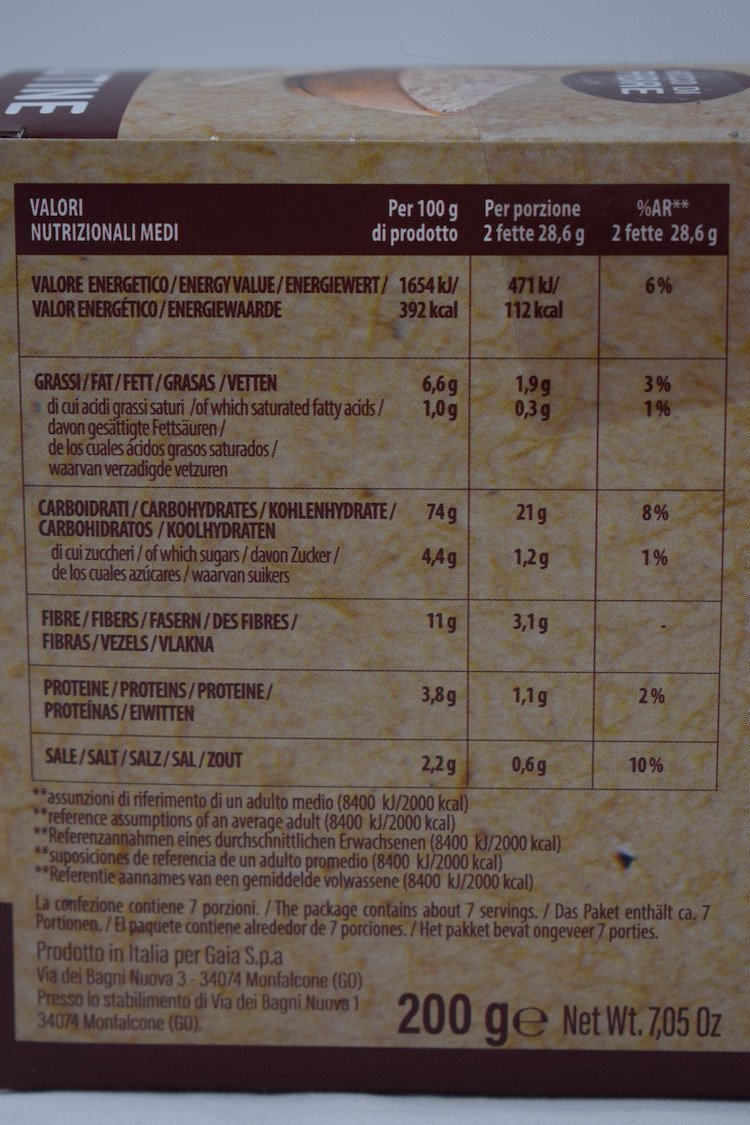 TINE
VALORI
NUTRIZIONALI MEDI
Per 100 g
di prodotto
Per porzione
2 fette 28,6 g
%AR**
2 fette 28,6 g
VALORE ENERGETICO / ENERGY VALUE / ENERGIEWERT / 1654 kJ/ 471 kJ/ 6%
VALOR ENERGÉTICO / ENERGIEWAARDE 392 kcal 112 kcal
GRASSI / FAT / FETT / GRASAS / VETTEN 6,6 g 1,9 g 3%
di cui acidi grassi saturi /of which saturated fatty acids / 1,0 g 0,3 g 1%
davon gesättigte Fettsäuren /
de los cuales ácidos grasos saturados /
waarvan verzadigde vetzuren
CARBOIDRATI / CARBOHYDRATES / KOHLENHYDRATE / 74 g 21 g 8%
CARBOHIDRATOS / KOOLHYDRATEN
di cui zuccheri / of which sugars / davon Zucker / 4,4 g 1,2 g 1%
de los cuales azúcares / waarvan suikers
FIBRE / FIBERS / FASERN / DES FIBRES / 11 g 3,1 g -
FIBRAS / VEZELS / VLAKNA
PROTEINE / PROTEINS / PROTEINE / 3,8 g 1,1 g 2%
PROTEÍNAS / EIWITTEN
SALE / SALT / SALZ / SAL / ZOUT 2,2 g 0,6 g 10%
**assunzioni di riferimento di un adulto medio (8400 kJ/2000 kcal)
**reference assumptions of an average adult (8400 kJ/2000 kcal)
**Referenzannahmen eines durchschnittlichen Erwachsenen (8400 kJ/2000 kcal)
**suposiciones de referencia de un adulto promedio (8400 kJ/2000 kcal)
**Referentie aannames van een gemiddelde volwassene (8400 kJ/2000 kcal)
La confezione contiene 7 porzioni. / The package contains about 7 servings. / Das Paket enthält ca. 7
Portionen. / El paquete contiene alrededor de 7 porciones. / Het pakket bevat ongeveer 7 porties.
Prodotto in Italia per Gaia S.p.a
Via dei Bagni Nuova 3 - 34074 Monfalcone (GO)
Presso lo stabilimento di Via dei Bagni Nuova 1
34074 Monfalcone (GO).
200 g e Net Wt. 7,05 Oz